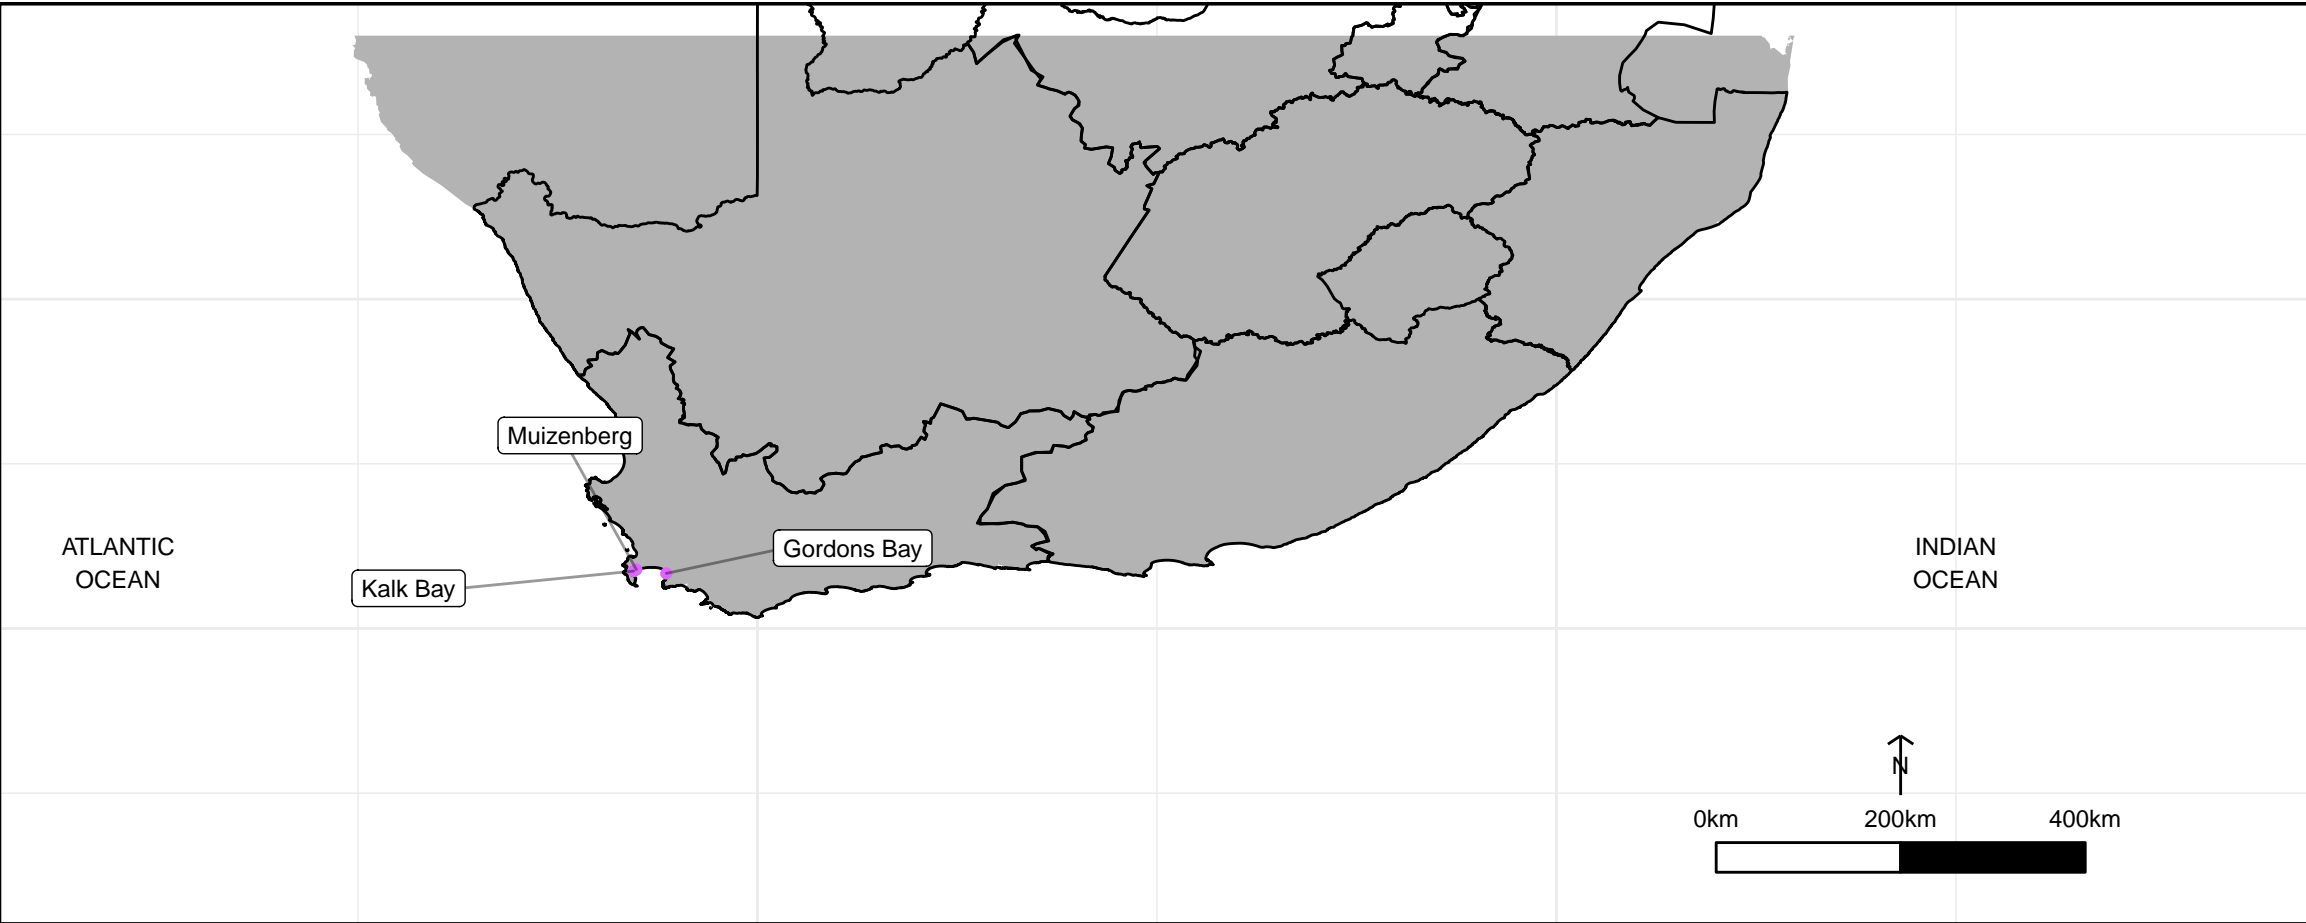 Muizenberg
Gordons Bay
Kalk Bay
ATLANTIC
OCEAN
INDIAN
OCEAN
N
0km 200km 400km